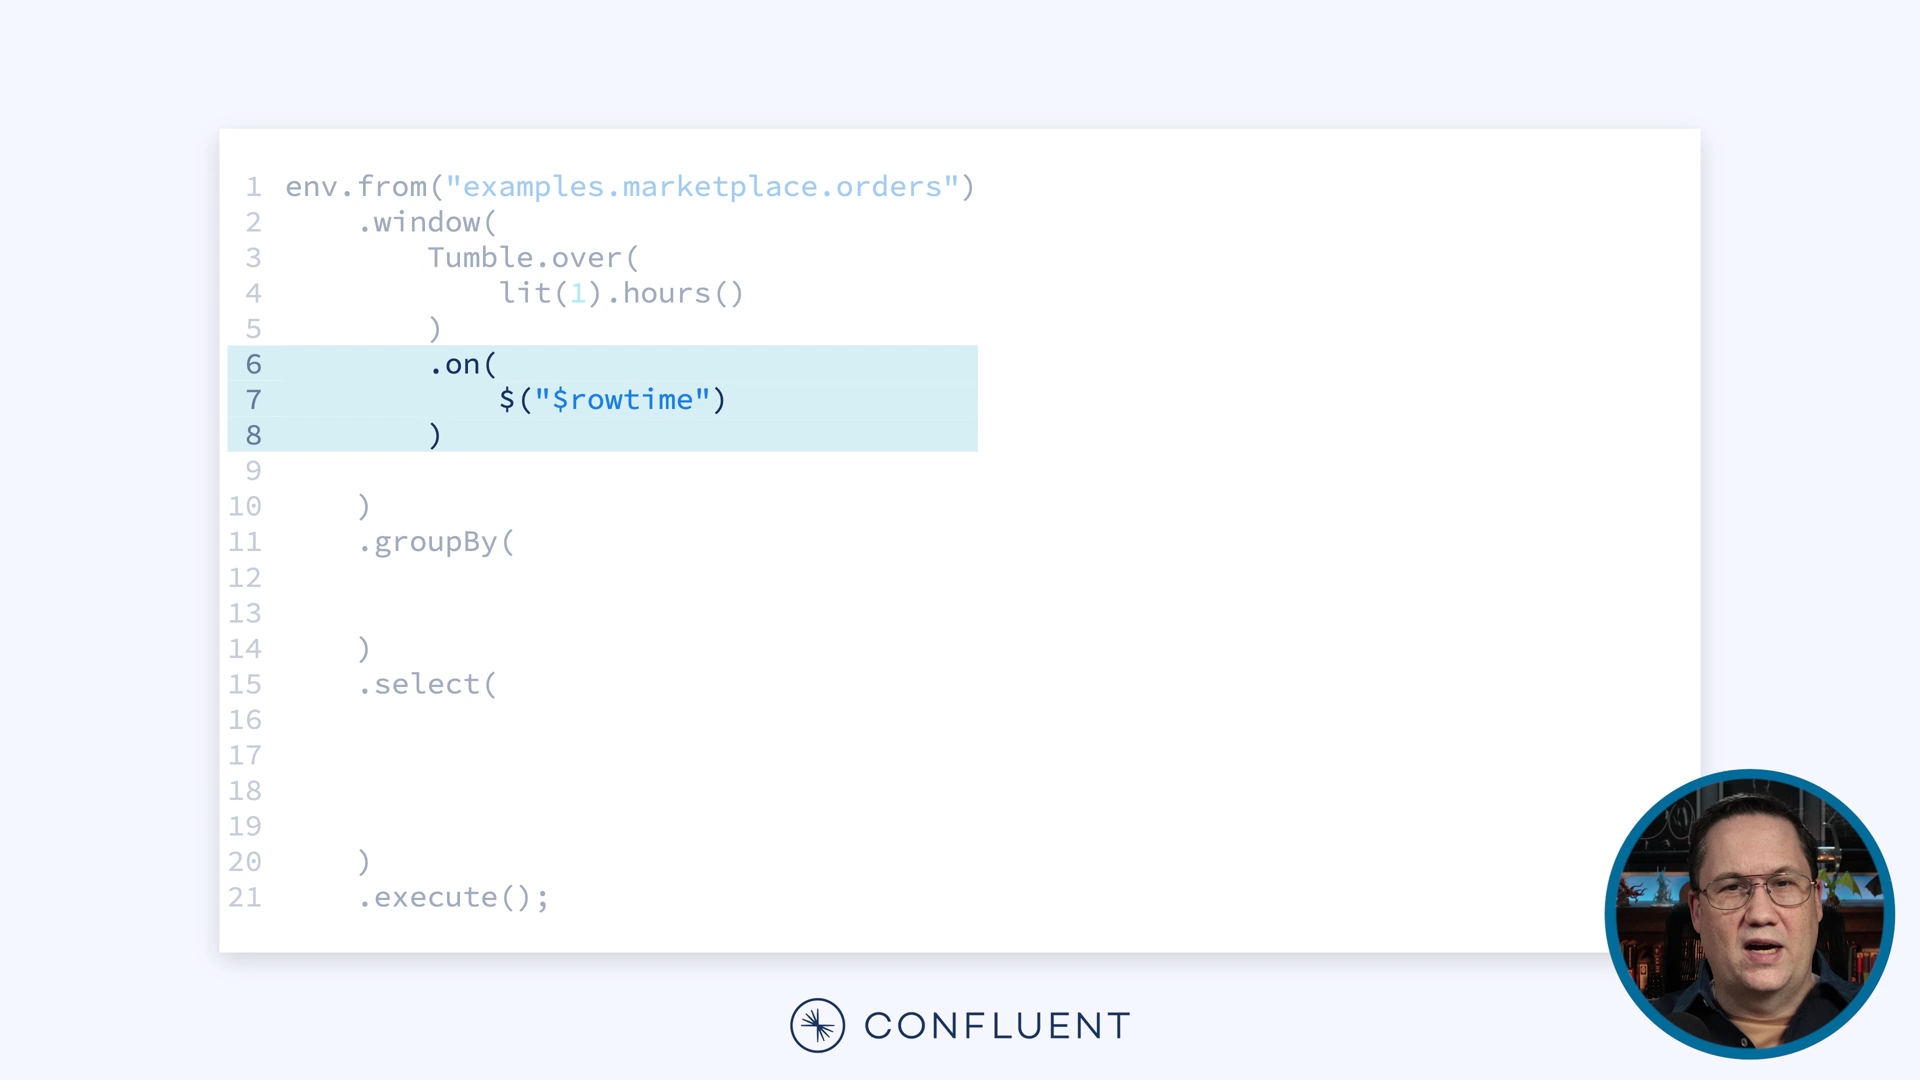 1 env.from("examples.marketplace.orders")
2     .window(
3         Tumble.over(
4             lit(1).hours()
5         )
6         .on(
7             $("$rowtime")
8         )
9
10     )
11     .groupBy(
12
13
14     )
15     .select(
16
17
18
19
20     )
21     .execute();
CONFLUENT